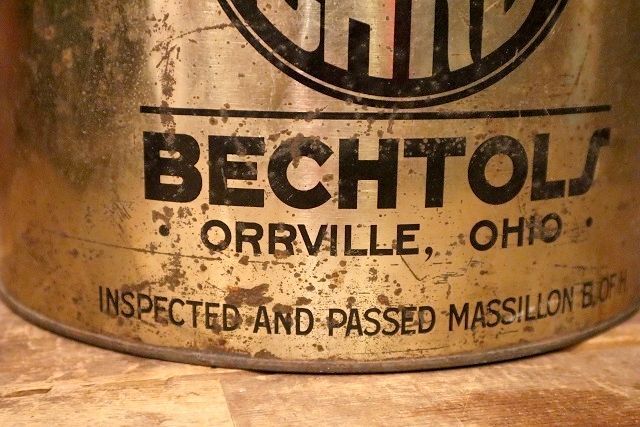 BECHTOLS
• ORRVILLE, OHIO •
INSPECTED AND PASSED MASSILLON B. OF H